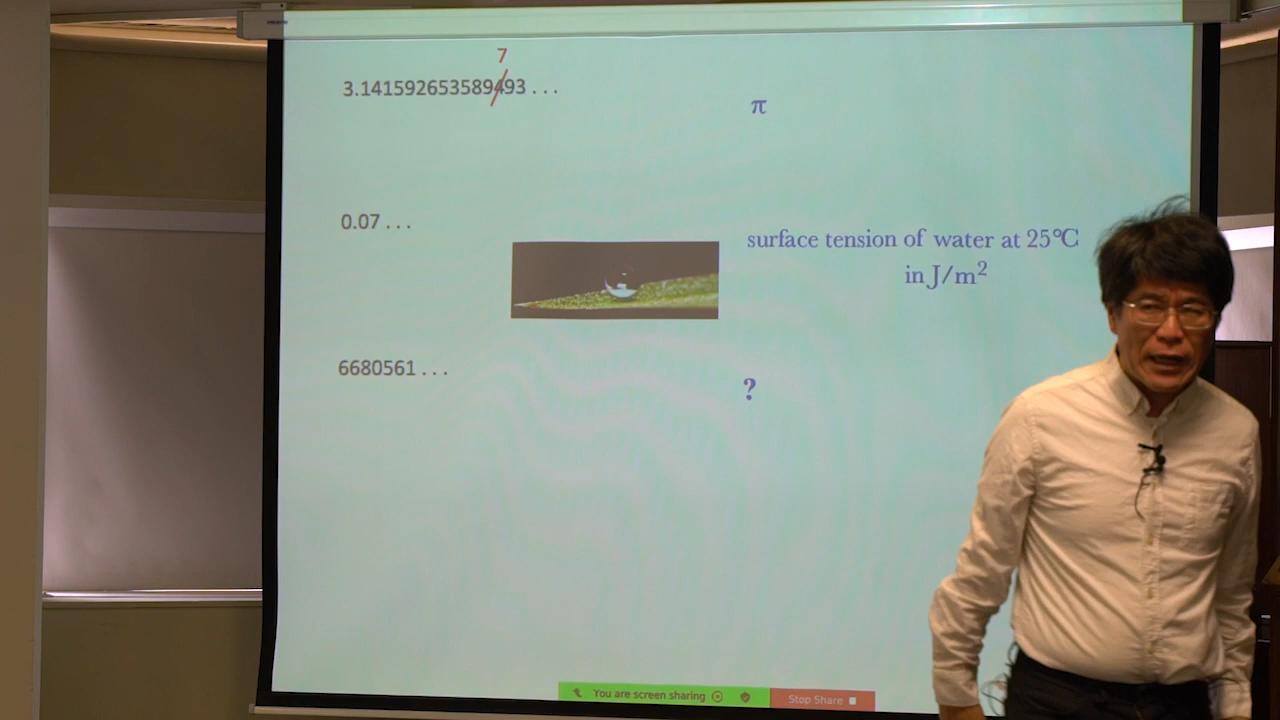 7
3.141592653589493 . . .
π
0.07 . . .
surface tension of water at 25℃
in J/m²
6680561 . . .
?
You are screen sharing
Stop Share